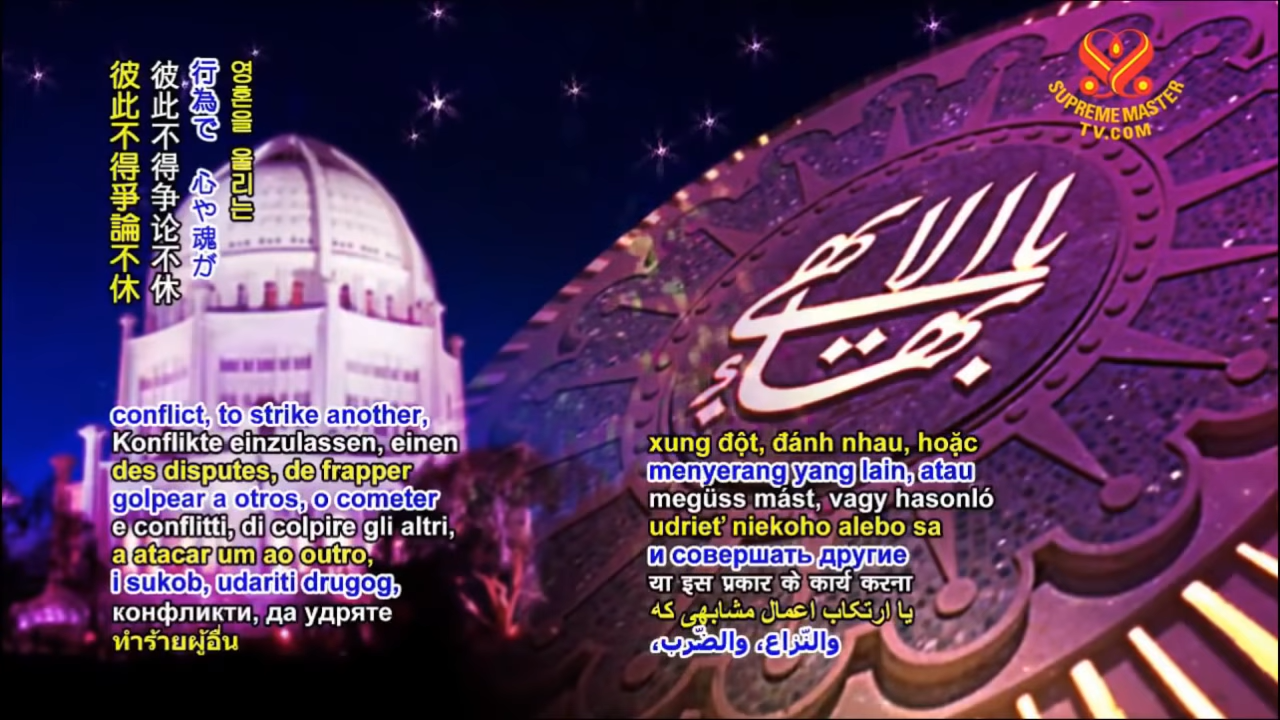 영혼을 울리는
行為で 心や魂が
彼此不得争论不休
彼此不得爭論不休
SUPREME MASTER
TV.COM
يا بهاء الابهى
conflict, to strike another,
Konflikte einzulassen, einen
des disputes, de frapper
golpear a otros, o cometer
e conflitti, di colpire gli altri,
a atacar um ao outro,
i sukob, udariti drugog,
конфликти, да удряте
ทำร้ายผู้อื่น
xung đột, đánh nhau, hoặc
menyerang yang lain, atau
megüss mást, vagy hasonló
udrieť niekoho alebo sa
и совершать другие
या इस प्रकार के कार्य करना
یا ارتکاب اعمال مشابهی که
والنّزاع، والضّرب،